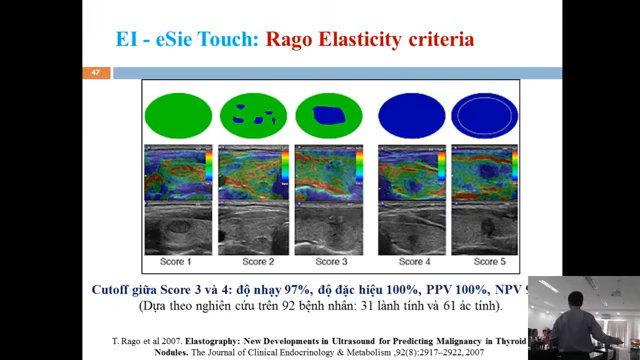 EI - eSie Touch: Rago Elasticity criteria
47
Score 1
Score 2
Score 3
Score 4
Score 5
Cutoff giữa Score 3 và 4: độ nhạy 97%, độ đặc hiệu 100%, PPV 100%, NPV
(Dựa theo nghiên cứu trên 92 bệnh nhân: 31 lành tính và 61 ác tính).
T. Rago et al 2007. Elastography: New Developments in Ultrasound for Predicting Malignancy in Thyroid
Nodules. The Journal of Clinical Endocrinology & Metabolism ,92(8):2917–2922, 2007